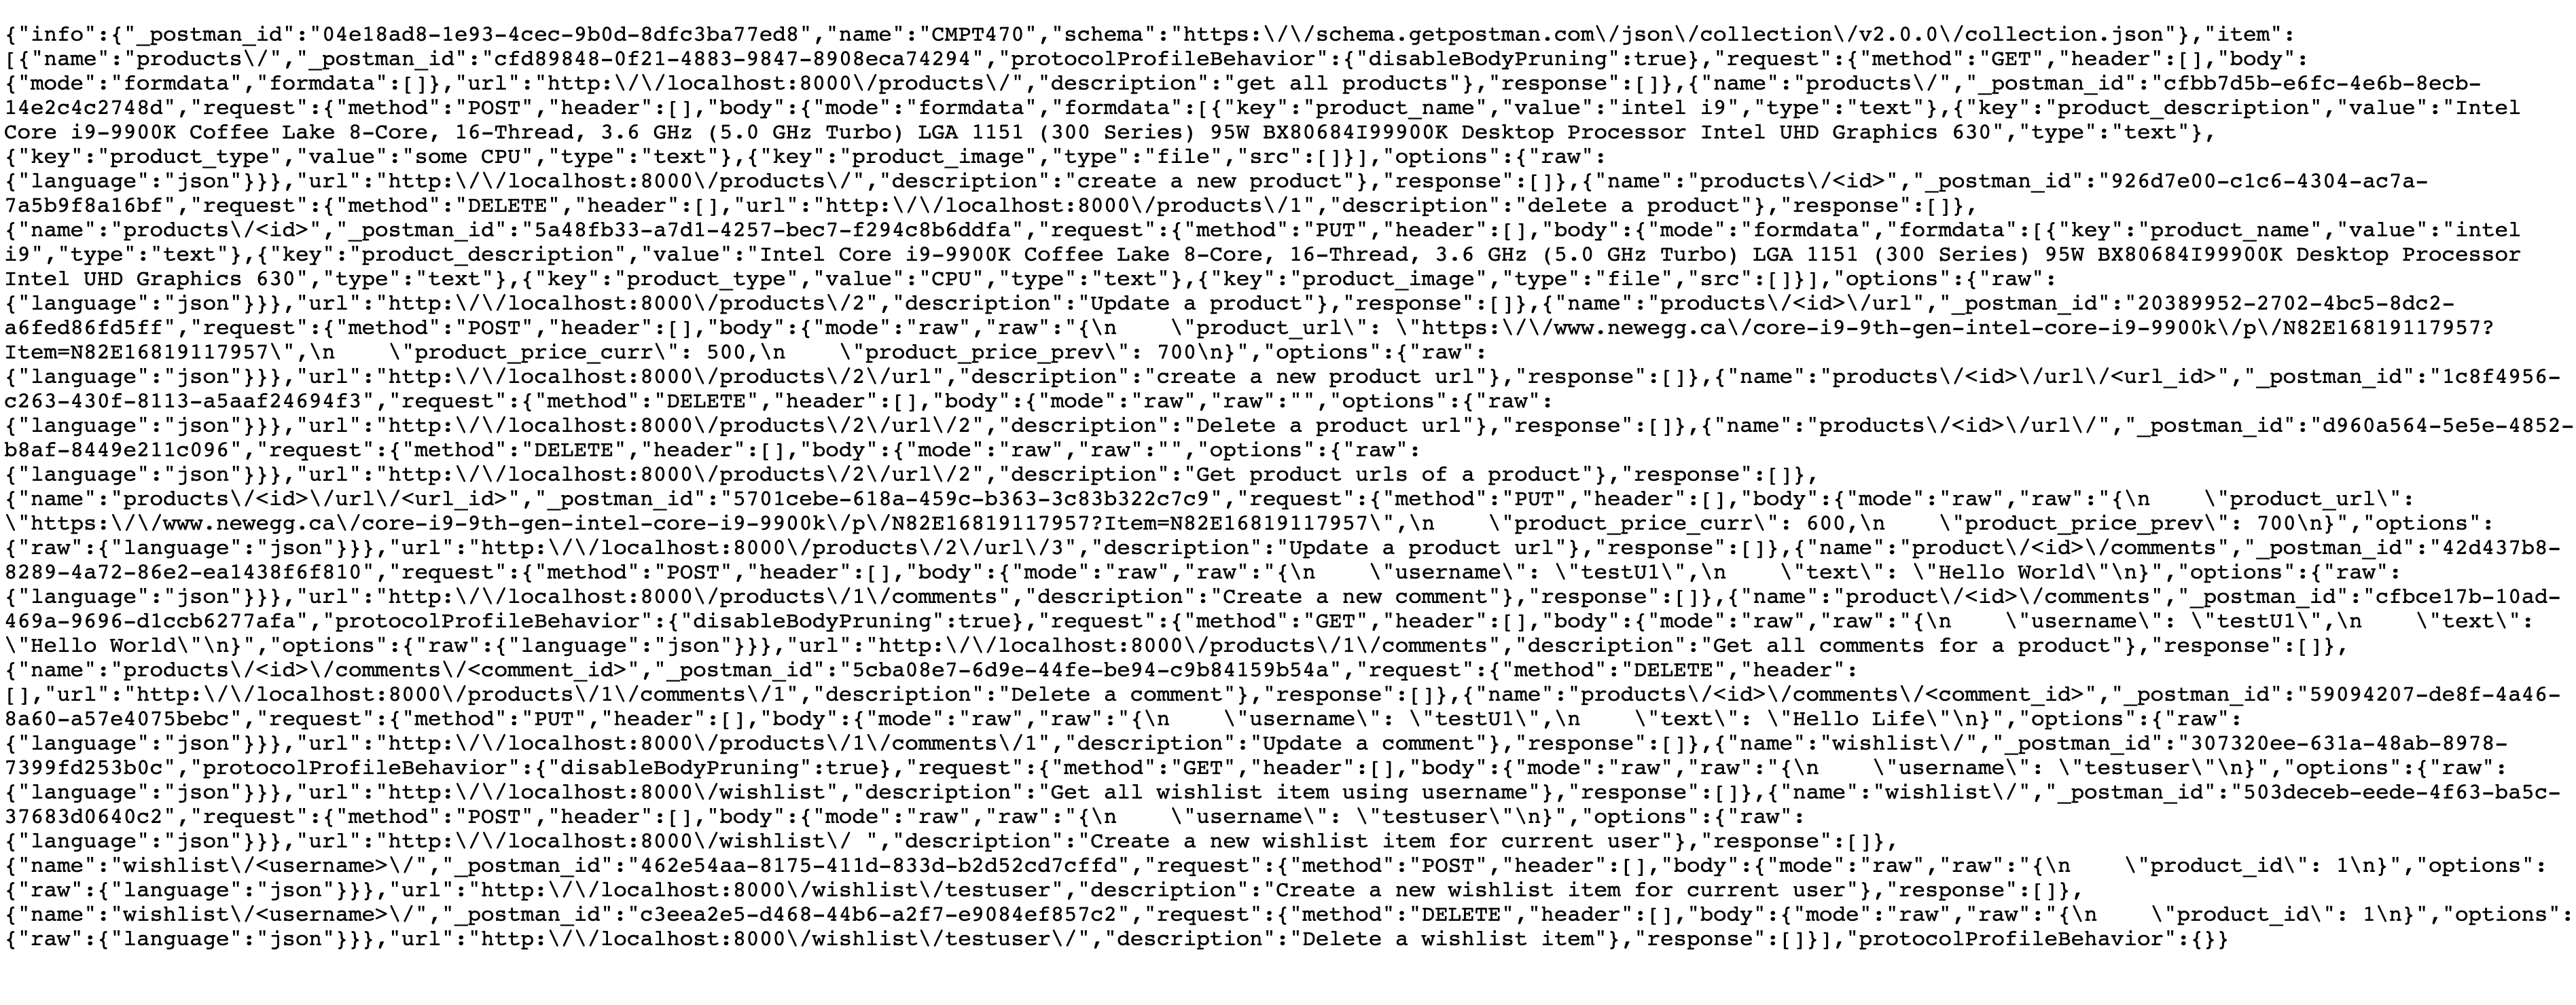 {"info":{"_postman_id":"04e18ad8-1e93-4cec-9b0d-8dfc3ba77ed8","name":"CMPT470","schema":"https:\/\/schema.getpostman.com\/json\/collection\/v2.0.0\/collection.json"},"item":
[{"name":"products\/","_postman_id":"cfd89848-0f21-4883-9847-8908eca74294","protocolProfileBehavior":{"disableBodyPruning":true},"request":{"method":"GET","header":[],"body":
{"mode":"formdata","formdata":[]},"url":"http:\/\/localhost:8000\/products\/","description":"get all products"},"response":[]},{"name":"products\/","_postman_id":"cfbb7d5b-e6fc-4e6b-8ecb-
14e2c4c2748d","request":{"method":"POST","header":[],"body":{"mode":"formdata","formdata":[{"key":"product_name","value":"intel i9","type":"text"},{"key":"product_description","value":"Intel
Core i9-9900K Coffee Lake 8-Core, 16-Thread, 3.6 GHz (5.0 GHz Turbo) LGA 1151 (300 Series) 95W BX80684I99900K Desktop Processor Intel UHD Graphics 630","type":"text"},
{"key":"product_type","value":"some CPU","type":"text"},{"key":"product_image","type":"file","src":[]}],"options":{"raw":
{"language":"json"}}},"url":"http:\/\/localhost:8000\/products\/","description":"create a new product"},"response":[]},{"name":"products\/<id>","_postman_id":"926d7e00-c1c6-4304-ac7a-
7a5b9f8a16bf","request":{"method":"DELETE","header":[],"url":"http:\/\/localhost:8000\/products\/1","description":"delete a product"},"response":[]},
{"name":"products\/<id>","_postman_id":"5a48fb33-a7d1-4257-bec7-f294c8b6ddfa","request":{"method":"PUT","header":[],"body":{"mode":"formdata","formdata":[{"key":"product_name","value":"intel
i9","type":"text"},{"key":"product_description","value":"Intel Core i9-9900K Coffee Lake 8-Core, 16-Thread, 3.6 GHz (5.0 GHz Turbo) LGA 1151 (300 Series) 95W BX80684I99900K Desktop Processor
Intel UHD Graphics 630","type":"text"},{"key":"product_type","value":"CPU","type":"text"},{"key":"product_image","type":"file","src":[]}],"options":{"raw":
{"language":"json"}}},"url":"http:\/\/localhost:8000\/products\/2","description":"Update a product"},"response":[]},{"name":"products\/<id>\/url","_postman_id":"20389952-2702-4bc5-8dc2-
a6fed86fd5ff","request":{"method":"POST","header":[],"body":{"mode":"raw","raw":"{\n    \"product_url\": \"https:\/\/www.newegg.ca\/core-i9-9th-gen-intel-core-i9-9900k\/p\/N82E16819117957?
Item=N82E16819117957\",\n    \"product_price_curr\": 500,\n    \"product_price_prev\": 700\n}","options":{"raw":
{"language":"json"}}},"url":"http:\/\/localhost:8000\/products\/2\/url","description":"create a new product url"},"response":[]},{"name":"products\/<id>\/url\/<url_id>","_postman_id":"1c8f4956-
c263-430f-8113-a5aaf24694f3","request":{"method":"DELETE","header":[],"body":{"mode":"raw","raw":"","options":{"raw":
{"language":"json"}}},"url":"http:\/\/localhost:8000\/products\/2\/url\/2","description":"Delete a product url"},"response":[]},{"name":"products\/<id>\/url\/","_postman_id":"d960a564-5e5e-4852-
b8af-8449e211c096","request":{"method":"DELETE","header":[],"body":{"mode":"raw","raw":"","options":{"raw":
{"language":"json"}}},"url":"http:\/\/localhost:8000\/products\/2\/url\/2","description":"Get product urls of a product"},"response":[]},
{"name":"products\/<id>\/url\/<url_id>","_postman_id":"5701cebe-618a-459c-b363-3c83b322c7c9","request":{"method":"PUT","header":[],"body":{"mode":"raw","raw":"{\n    \"product_url\":
\"https:\/\/www.newegg.ca\/core-i9-9th-gen-intel-core-i9-9900k\/p\/N82E16819117957?Item=N82E16819117957\",\n    \"product_price_curr\": 600,\n    \"product_price_prev\": 700\n}","options":
{"raw":{"language":"json"}}},"url":"http:\/\/localhost:8000\/products\/2\/url\/3","description":"Update a product url"},"response":[]},{"name":"product\/<id>\/comments","_postman_id":"42d437b8-
8289-4a72-86e2-ea1438f6f810","request":{"method":"POST","header":[],"body":{"mode":"raw","raw":"{\n    \"username\": \"testU1\",\n    \"text\": \"Hello World\"\n}","options":{"raw":
{"language":"json"}}},"url":"http:\/\/localhost:8000\/products\/1\/comments","description":"Create a new comment"},"response":[]},{"name":"product\/<id>\/comments","_postman_id":"cfbce17b-10ad-
469a-9696-d1ccb6277afa","protocolProfileBehavior":{"disableBodyPruning":true},"request":{"method":"GET","header":[],"body":{"mode":"raw","raw":"{\n    \"username\": \"testU1\",\n    \"text\":
\"Hello World\"\n}","options":{"raw":{"language":"json"}}},"url":"http:\/\/localhost:8000\/products\/1\/comments","description":"Get all comments for a product"},"response":[]},
{"name":"products\/<id>\/comments\/<comment_id>","_postman_id":"5cba08e7-6d9e-44fe-be94-c9b84159b54a","request":{"method":"DELETE","header":
[],"url":"http:\/\/localhost:8000\/products\/1\/comments\/1","description":"Delete a comment"},"response":[]},{"name":"products\/<id>\/comments\/<comment_id>","_postman_id":"59094207-de8f-4a46-
8a60-a57e4075bebc","request":{"method":"PUT","header":[],"body":{"mode":"raw","raw":"{\n    \"username\": \"testU1\",\n    \"text\": \"Hello Life\"\n}","options":{"raw":
{"language":"json"}}},"url":"http:\/\/localhost:8000\/products\/1\/comments\/1","description":"Update a comment"},"response":[]},{"name":"wishlist\/","_postman_id":"307320ee-631a-48ab-8978-
7399fd253b0c","protocolProfileBehavior":{"disableBodyPruning":true},"request":{"method":"GET","header":[],"body":{"mode":"raw","raw":"{\n    \"username\": \"testuser\"\n}","options":{"raw":
{"language":"json"}}},"url":"http:\/\/localhost:8000\/wishlist","description":"Get all wishlist item using username"},"response":[]},{"name":"wishlist\/","_postman_id":"503deceb-eede-4f63-ba5c-
37683d0640c2","request":{"method":"POST","header":[],"body":{"mode":"raw","raw":"{\n    \"username\": \"testuser\"\n}","options":{"raw":
{"language":"json"}}},"url":"http:\/\/localhost:8000\/wishlist\/ ","description":"Create a new wishlist item for current user"},"response":[]},
{"name":"wishlist\/<username>\/","_postman_id":"462e54aa-8175-411d-833d-b2d52cd7cffd","request":{"method":"POST","header":[],"body":{"mode":"raw","raw":"{\n    \"product_id\": 1\n}","options":
{"raw":{"language":"json"}}},"url":"http:\/\/localhost:8000\/wishlist\/testuser","description":"Create a new wishlist item for current user"},"response":[]},
{"name":"wishlist\/<username>\/","_postman_id":"c3eea2e5-d468-44b6-a2f7-e9084ef857c2","request":{"method":"DELETE","header":[],"body":{"mode":"raw","raw":"{\n    \"product_id\": 1\n}","options":
{"raw":{"language":"json"}}},"url":"http:\/\/localhost:8000\/wishlist\/testuser\/","description":"Delete a wishlist item"},"response":[]}],"protocolProfileBehavior":{}}